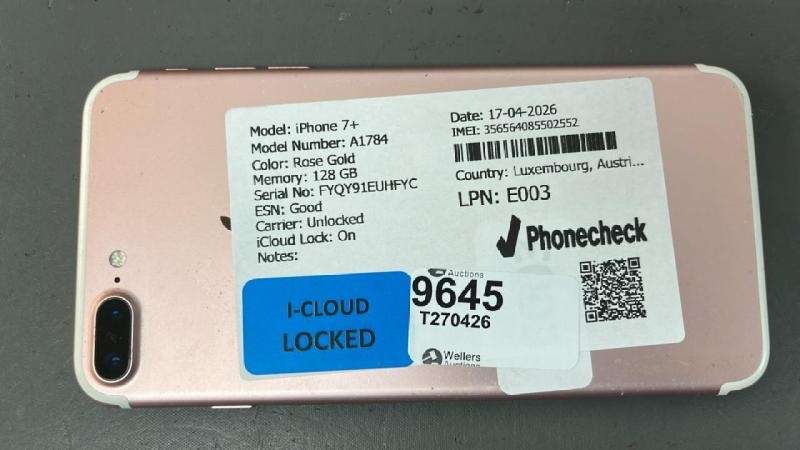 Model: iPhone 7+
Model Number: A1784
Color: Rose Gold
Memory: 128 GB
Serial No: FYQY91EUHFYC
ESN: Good
Carrier: Unlocked
iCloud Lock: On
Notes:
Date: 17-04-2026
IMEI: 356564085502552
Country: Luxembourg, Austri...
LPN: E003
Phonecheck
I-CLOUD
LOCKED
Auctions
9645
T270426
Wellers
Auctions